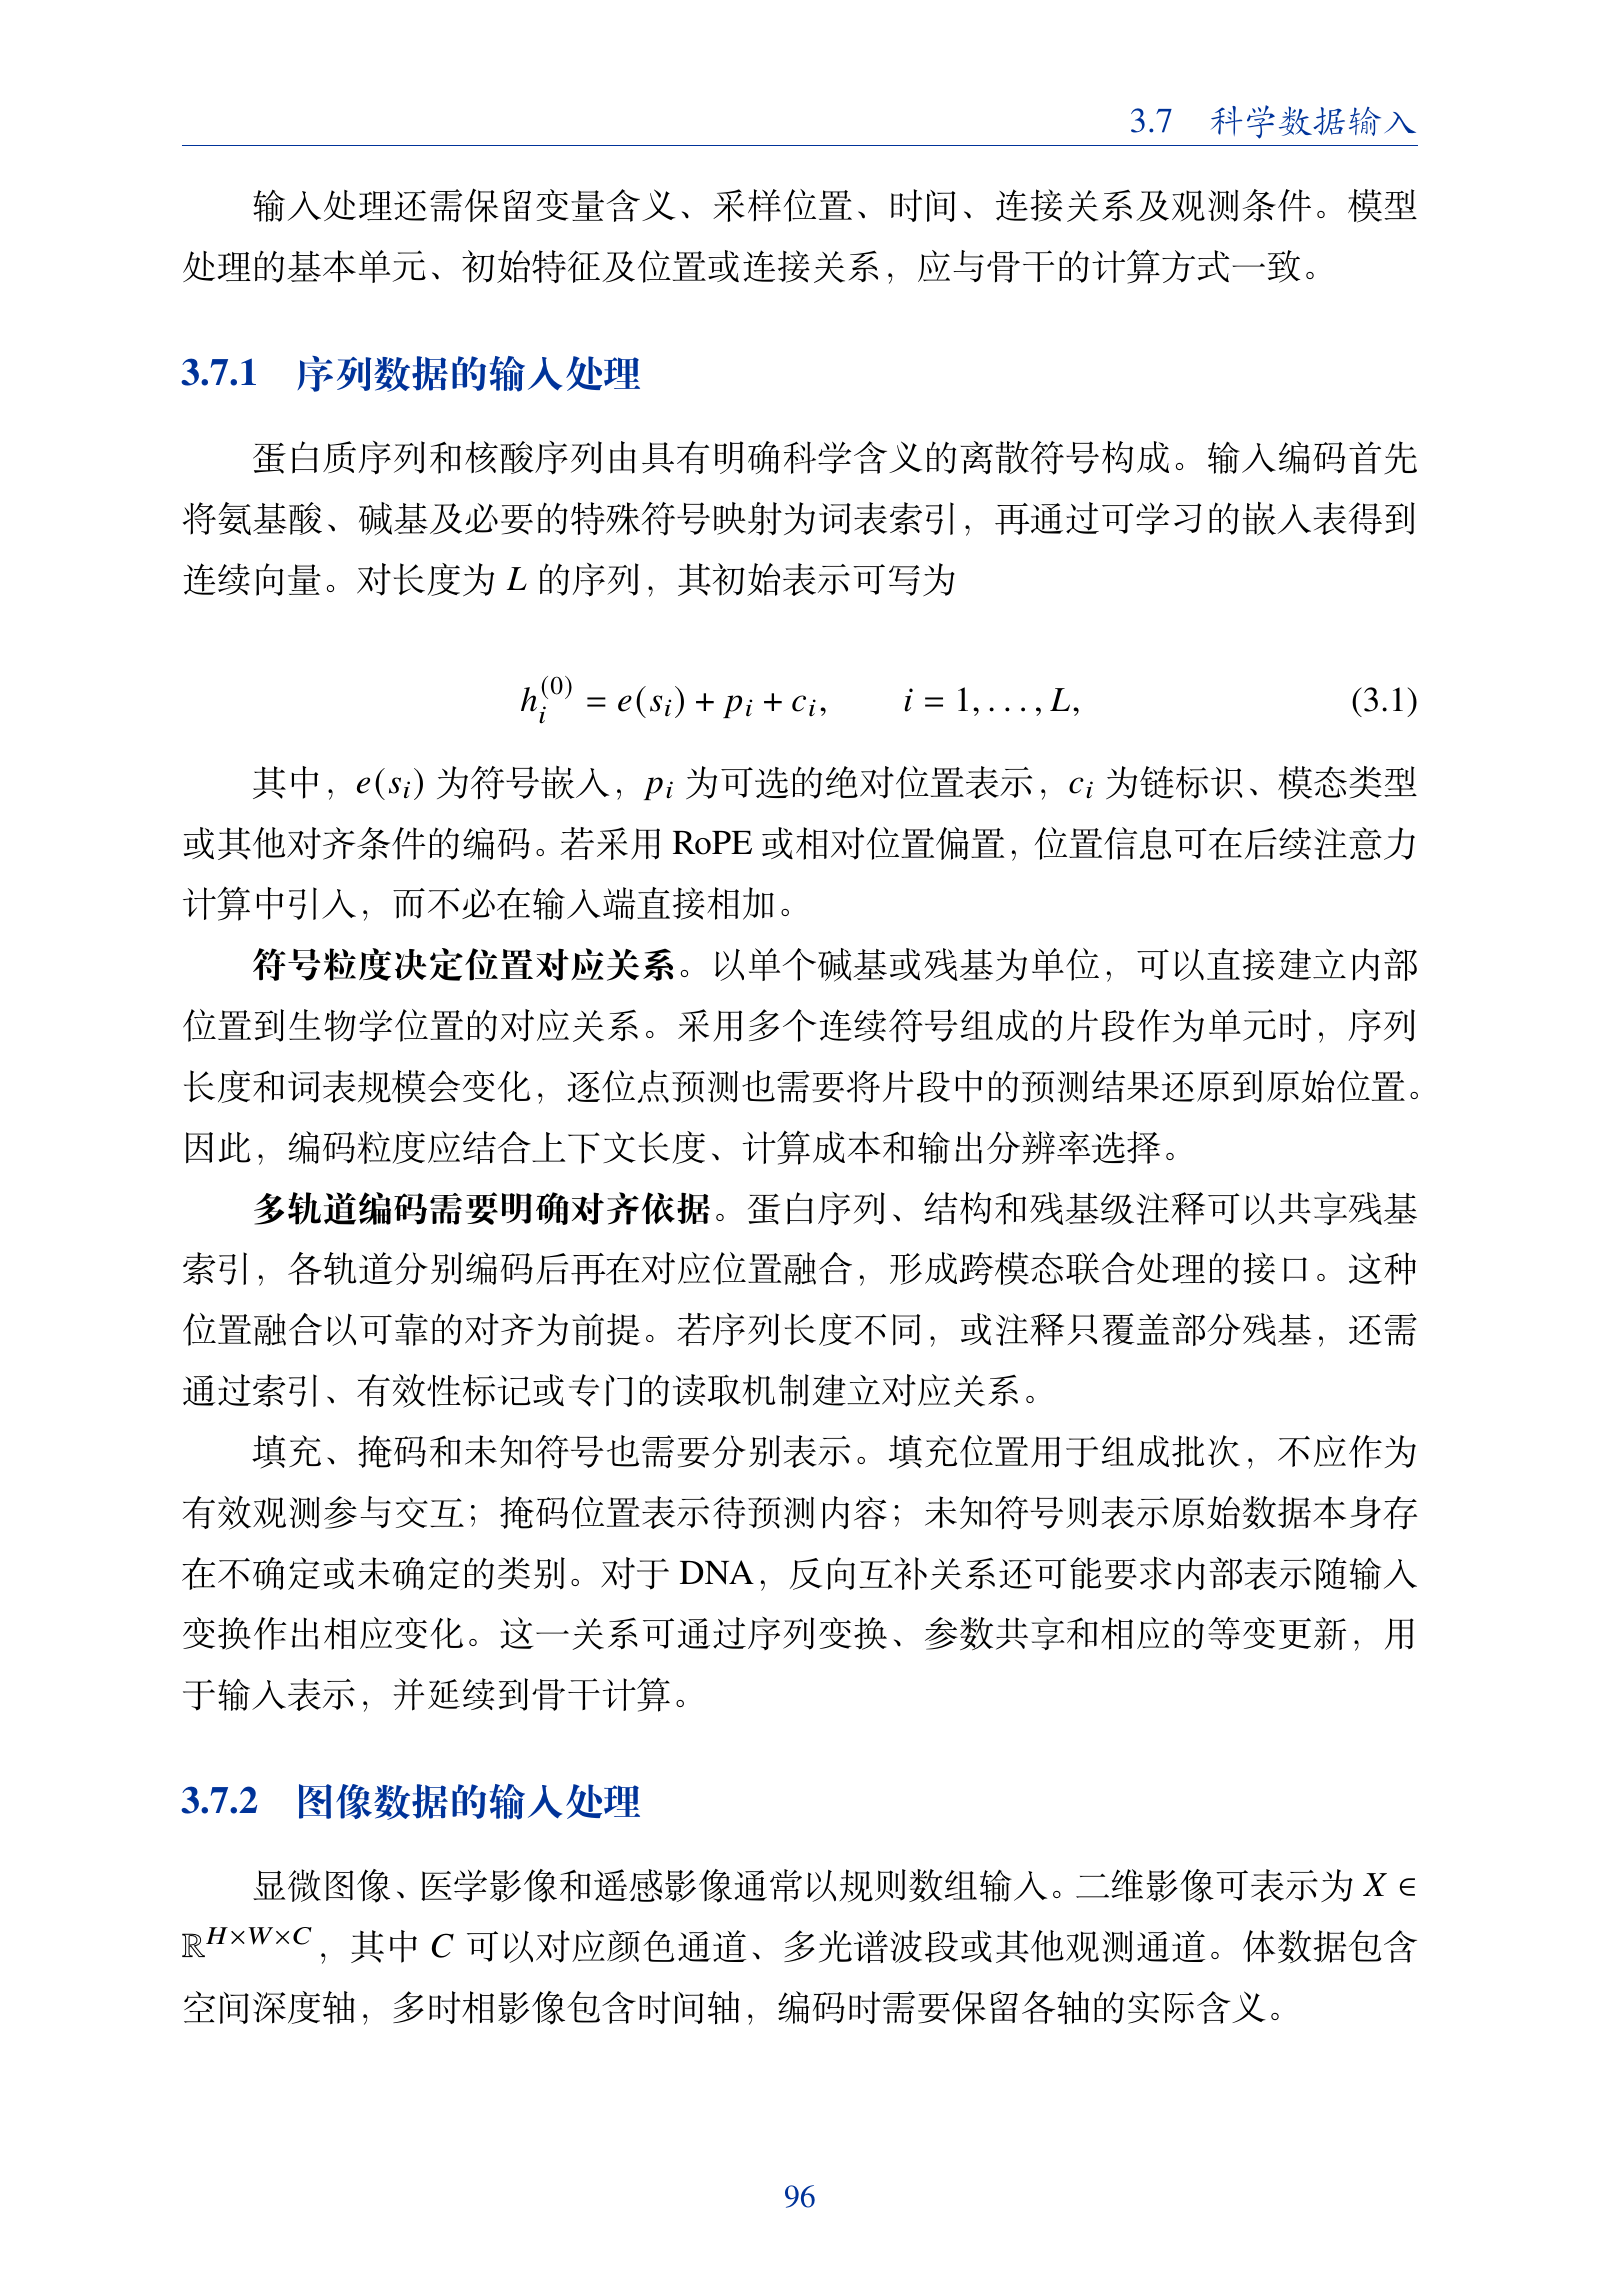 3.7 科学数据输入
输入处理还需保留变量含义、采样位置、时间、连接关系及观测条件。模型
处理的基本单元、初始特征及位置或连接关系，应与骨干的计算方式一致。
3.7.1 序列数据的输入处理
蛋白质序列和核酸序列由具有明确科学含义的离散符号构成。输入编码首先
将氨基酸、碱基及必要的特殊符号映射为词表索引，再通过可学习的嵌入表得到
连续向量。对长度为 L 的序列，其初始表示可写为
h_i^{(0)} = e(s_i) + p_i + c_i, i = 1, . . . , L, (3.1)
其中，e(s_i) 为符号嵌入，p_i 为可选的绝对位置表示，c_i 为链标识、模态类型
或其他对齐条件的编码。若采用 RoPE 或相对位置偏置，位置信息可在后续注意力
计算中引入，而不必在输入端直接相加。
符号粒度决定位置对应关系。以单个碱基或残基为单位，可以直接建立内部
位置到生物学位置的对应关系。采用多个连续符号组成的片段作为单元时，序列
长度和词表规模会变化，逐位点预测也需要将片段中的预测结果还原到原始位置。
因此，编码粒度应结合上下文长度、计算成本和输出分辨率选择。
多轨道编码需要明确对齐依据。蛋白序列、结构和残基级注释可以共享残基
索引，各轨道分别编码后再在对应位置融合，形成跨模态联合处理的接口。这种
位置融合以可靠的对齐为前提。若序列长度不同，或注释只覆盖部分残基，还需
通过索引、有效性标记或专门的读取机制建立对应关系。
填充、掩码和未知符号也需要分别表示。填充位置用于组成批次，不应作为
有效观测参与交互；掩码位置表示待预测内容；未知符号则表示原始数据本身存
在不确定或未确定的类别。对于 DNA，反向互补关系还可能要求内部表示随输入
变换作出相应变化。这一关系可通过序列变换、参数共享和相应的等变更新，用
于输入表示，并延续到骨干计算。
3.7.2 图像数据的输入处理
显微图像、医学影像和遥感影像通常以规则数组输入。二维影像可表示为 X ∈
ℝ^{H×W×C}，其中 C 可以对应颜色通道、多光谱波段或其他观测通道。体数据包含
空间深度轴，多时相影像包含时间轴，编码时需要保留各轴的实际含义。
96